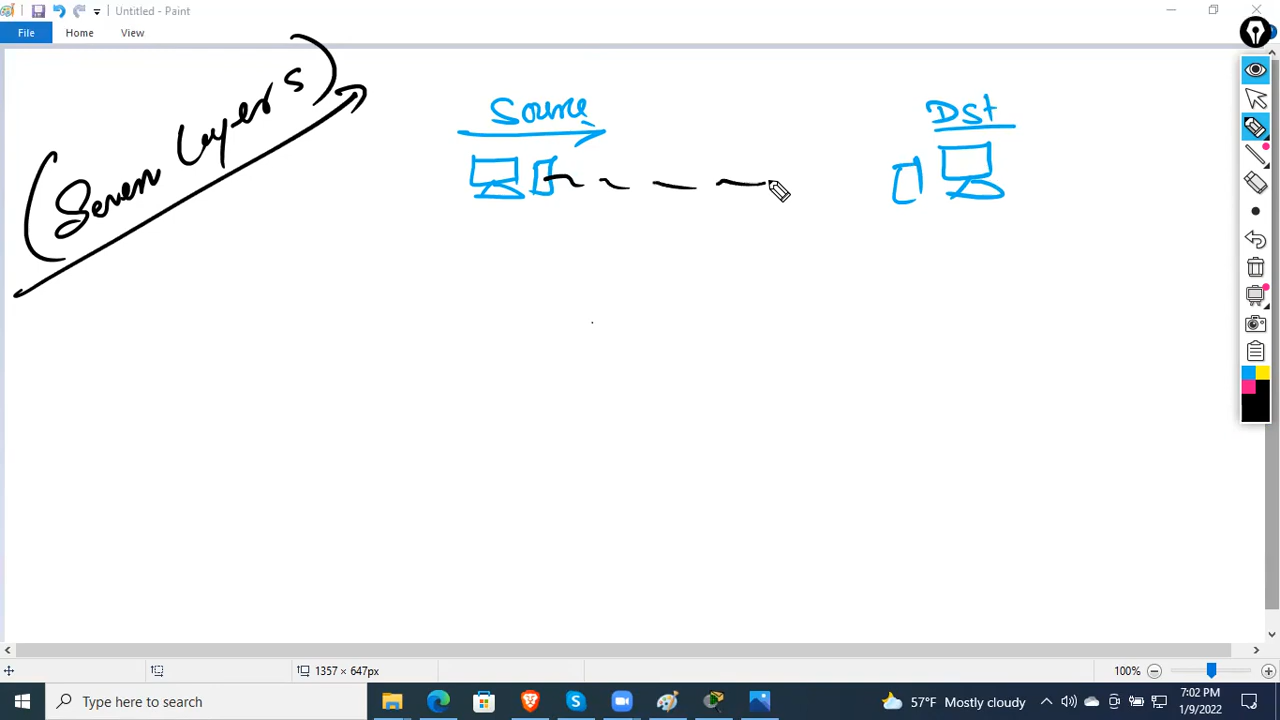 Untitled - Paint
File
Home
View
(Seven Layers)
Source
Dst
1357 × 647px
100%
Type here to search
57°F Mostly cloudy
7:02 PM
1/9/2022